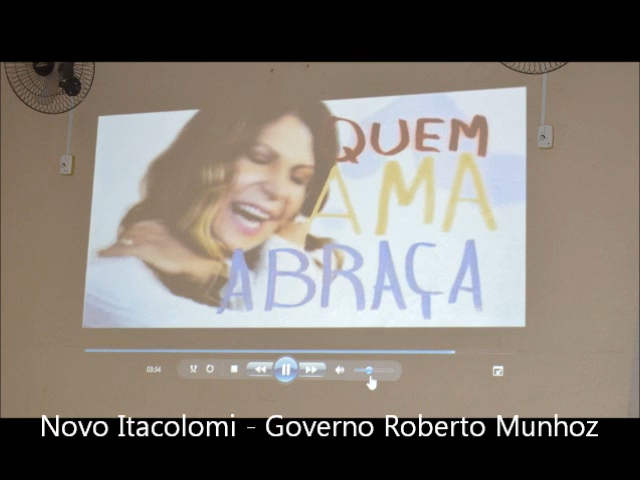 QUEM
AMA
ABRAÇA
03:34
Novo Itacolomi - Governo Roberto Munhoz